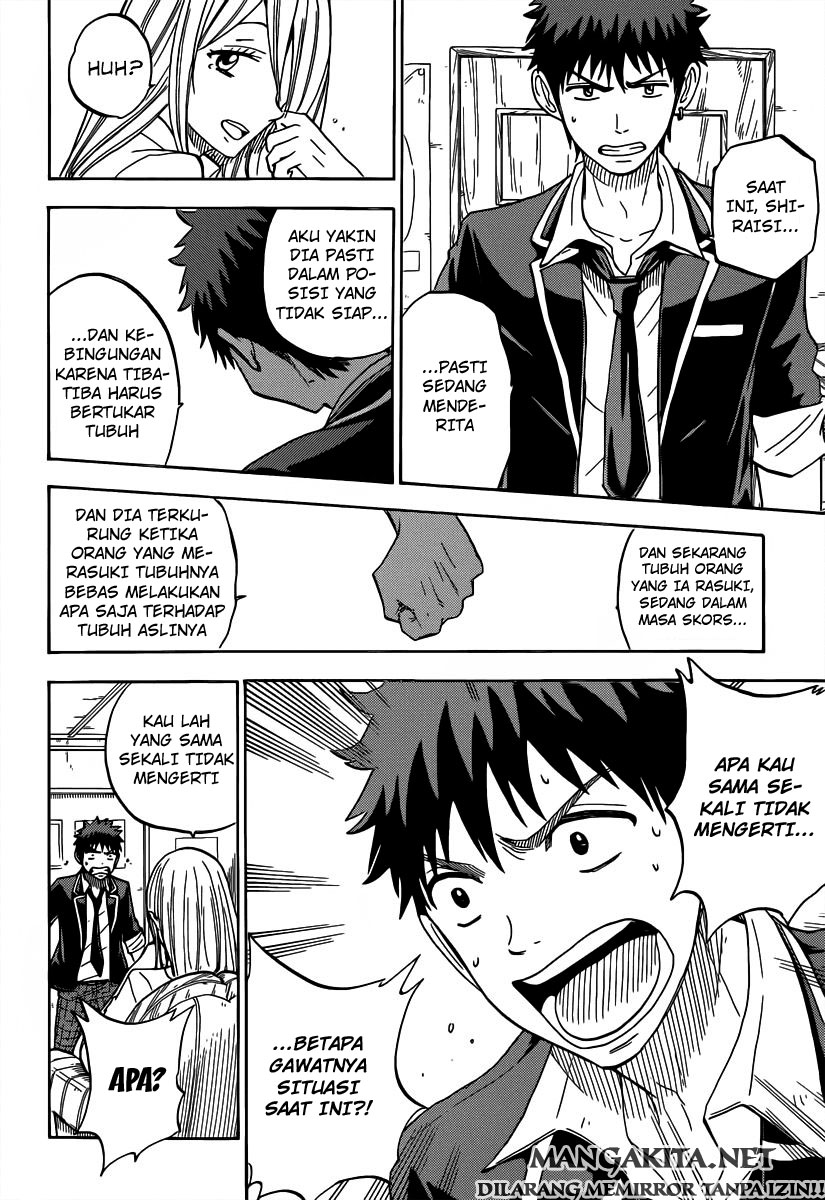 SAAT
INI, SHI-
RAISI...
...PASTI
SEDANG
MENDE-
RITA
HUH?
AKU YAKIN
DIA PASTI
DALAM PO-
SISI YANG
TIDAK SIAP...
...DAN KE-
BINGUNGAN
KARENA TIBA-
TIBA HARUS
BERTUKAR
TUBUH
DAN SEKARANG
TUBUH ORANG
YANG IA RASUKI,
SEDANG DALAM
MASA SKORS...
DAN DIA TERKU-
RUNG KETIKA
ORANG YANG ME-
RASUKI TUBUHNYA
BEBAS MELAKUKAN
APA SAJA TERHADAP
TUBUH ASLINYA
APA KAU
SAMA SE-
KALI TIDAK
MENGERTI...
...BETAPA
GAWATNYA
SITUASI
SAAT INI?!
KAU LAH
YANG SAMA
SEKALI TIDAK
MENGERTI
APA?
MANGAKITA.NET
DILARANG MEMIRROR TANPA IZIN!!